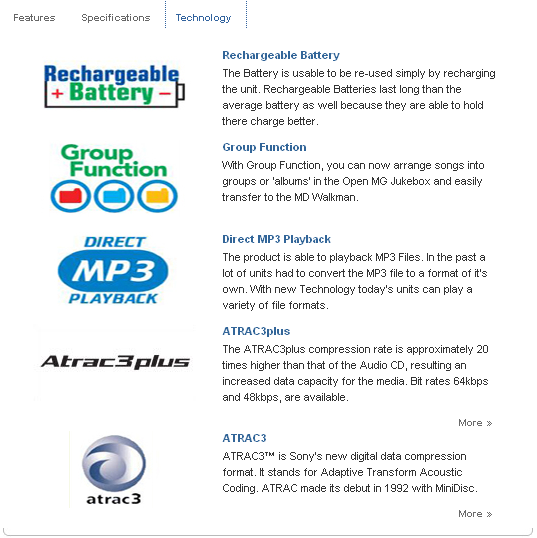 Features
Specifications
Technology
Rechargeable
+ Battery -
Rechargeable Battery
The Battery is usable to be re-used simply by recharging
the unit. Rechargeable Batteries last long than the
average battery as well because they are able to hold
there charge better.
Group
Function
Group Function
With Group Function, you can now arrange songs into
groups or 'albums' in the Open MG Jukebox and easily
transfer to the MD Walkman.
DIRECT
MP3
PLAYBACK
Direct MP3 Playback
The product is able to playback MP3 Files. In the past a
lot of units had to convert the MP3 file to a format of it's
own. With new Technology today's units can play a
variety of file formats.
Atrac3plus
ATRAC3plus
The ATRAC3plus compression rate is approximately 20
times higher than that of the Audio CD, resulting an
increased data capacity for the media. Bit rates 64kbps
and 48kbps, are available.
More »
atrac3
ATRAC3
ATRAC3™ is Sony's new digital data compression
format. It stands for Adaptive Transform Acoustic
Coding. ATRAC made its debut in 1992 with MiniDisc.
More »